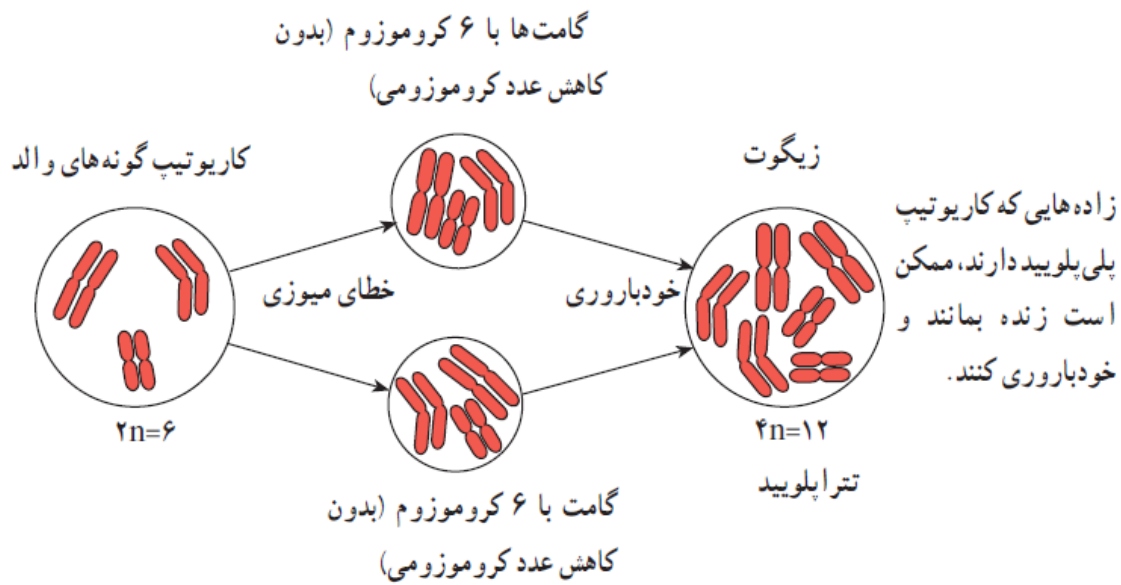 گامت‌ها با ۶ کروموزوم (بدون
کاهش عدد کروموزومی)
کاریوتیپ گونه‌های والد
زیگوت
زاده‌هایی که کاریوتیپ
پلی‌پلویید دارند، ممکن
است زنده بمانند و
خودباروری کنند.
خطای میوزی
خودباروری
۲n=۶
۴n=۱۲
تتراپلویید
گامت با ۶ کروموزوم (بدون
کاهش عدد کروموزومی)